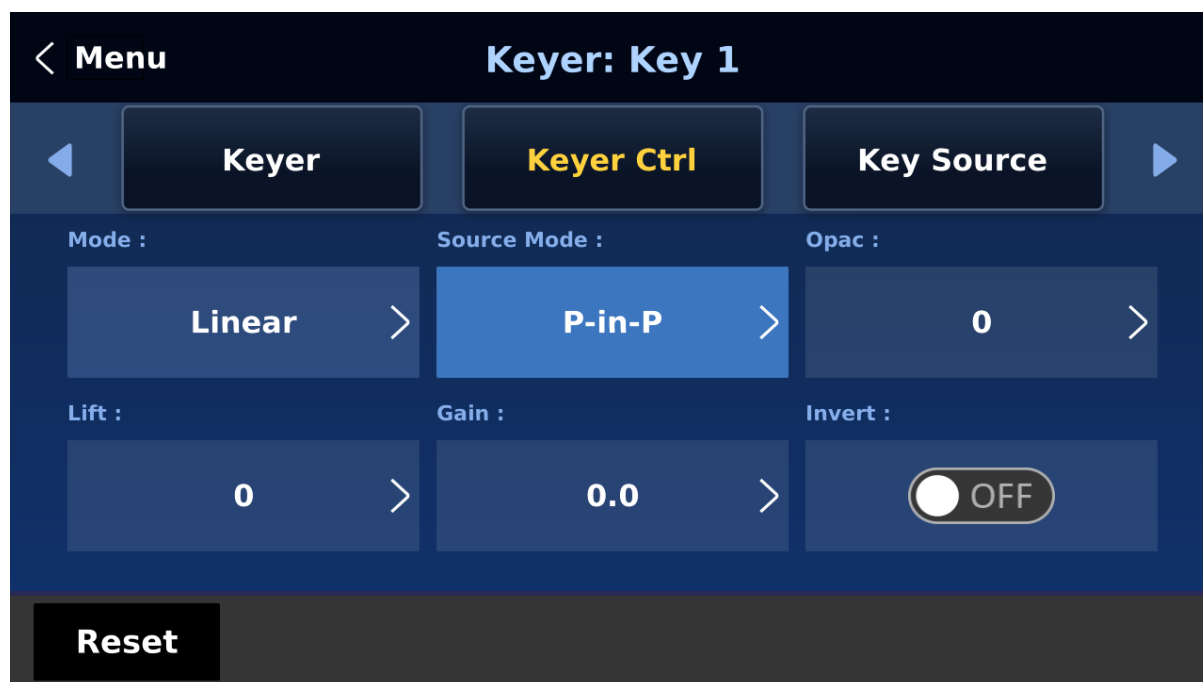 Menu
Keyer: Key 1
Keyer
Keyer Ctrl
Key Source
Mode :
Source Mode :
Opac :
Linear
P-in-P
0
Lift :
Gain :
Invert :
0
0.0
OFF
Reset